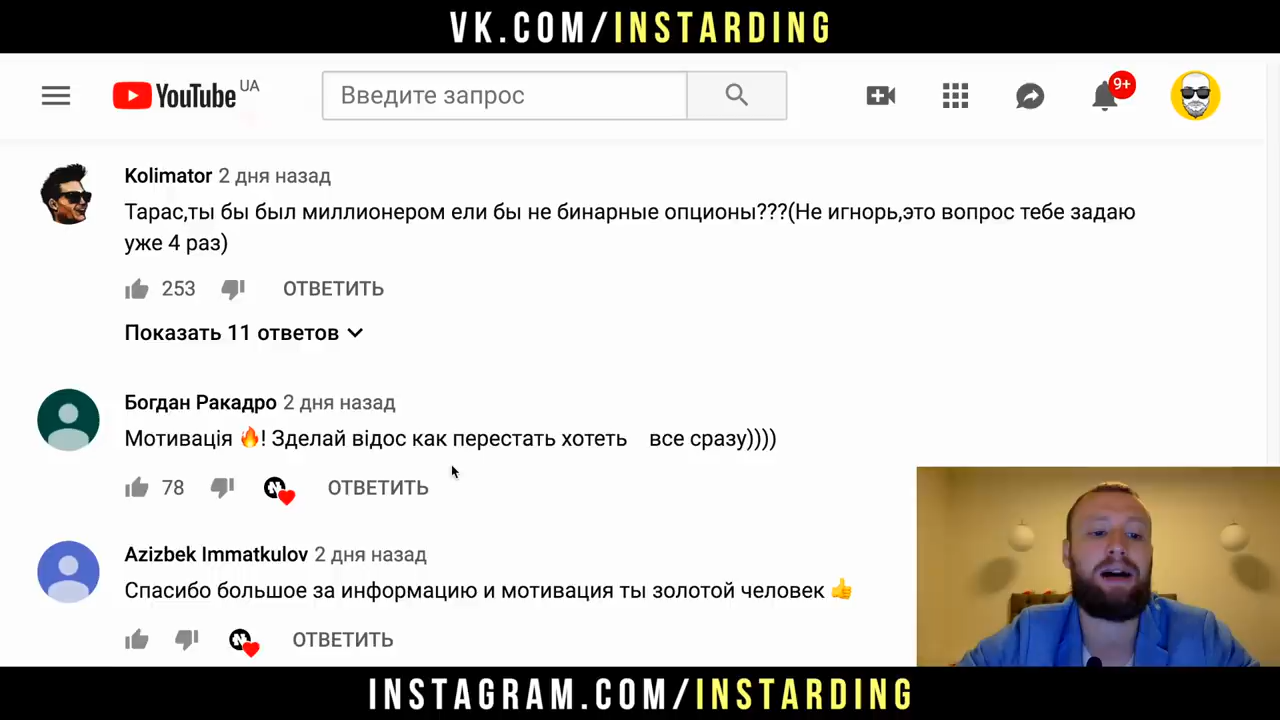 VK.COM/INSTARDING
YouTube UA
Введите запрос
9+
Kolimator 2 дня назад
Тарас,ты бы был миллионером ели бы не бинарные опционы???(Не игнорь,это вопрос тебе задаю
уже 4 раз)
253 ОТВЕТИТЬ
Показать 11 ответов
Богдан Ракадро 2 дня назад
Мотивація 🔥! Зделай відос как перестать хотеть все сразу))))
78 ОТВЕТИТЬ
Azizbek Immatkulov 2 дня назад
Спасибо большое за информацию и мотивация ты золотой человек 👍
ОТВЕТИТЬ
INSTAGRAM.COM/INSTARDING